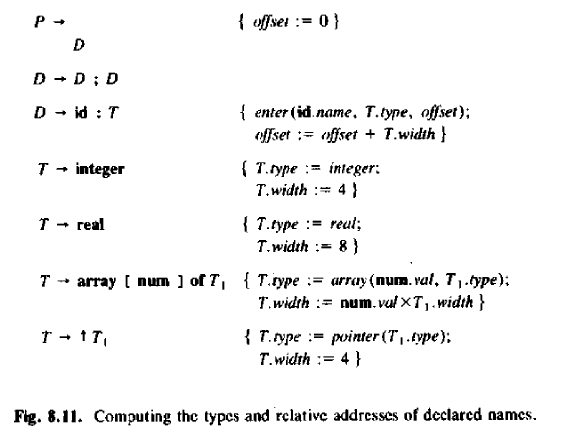 P → { offset := 0 }
D
D → D ; D
D → id : T { enter(id.name, T.type, offset);
offset := offset + T.width }
T → integer { T.type := integer;
T.width := 4 }
T → real { T.type := real;
T.width := 8 }
T → array [ num ] of T₁ { T.type := array(num.val, T₁.type);
T.width := num.val × T₁.width }
T → ↑ T₁ { T.type := pointer(T₁.type);
T.width := 4 }
Fig. 8.11. Computing the types and relative addresses of declared names.